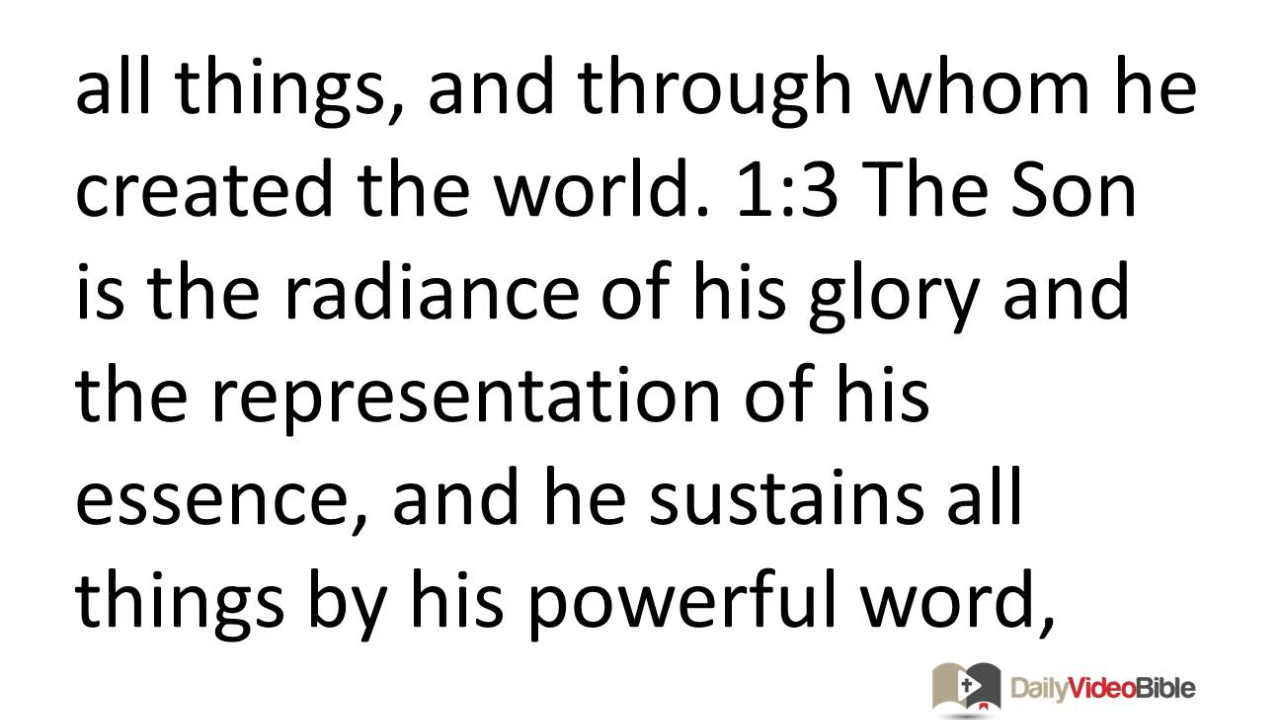 all things, and through whom he
created the world. 1:3 The Son
is the radiance of his glory and
the representation of his
essence, and he sustains all
things by his powerful word,
DailyVideoBible